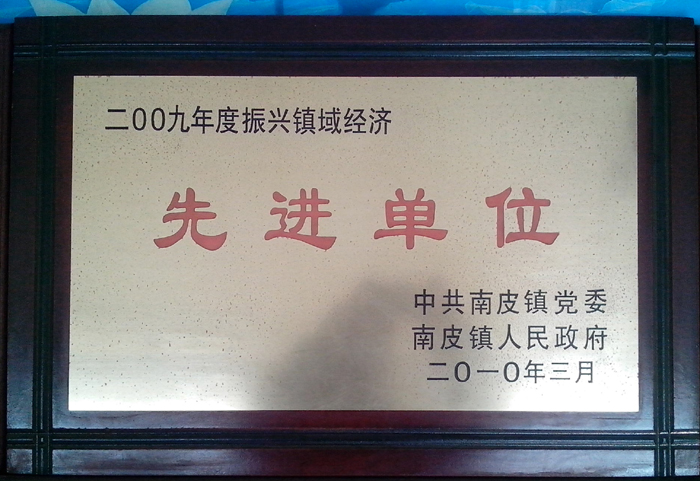 二00九年度振兴镇域经济
先进单位
中共南皮镇党委
南皮镇人民政府
二0一0年三月